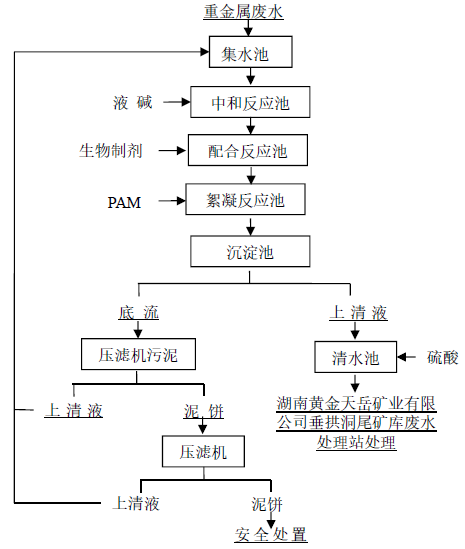 重金属废水
集水池
液 碱
中和反应池
生物制剂
配合反应池
PAM
絮凝反应池
沉淀池
底 流
上 清 液
压滤机污泥
清水池
硫酸
上 清 液
泥 饼
湖南黄金天岳矿业有限
公司垂拱洞尾矿库废水
处理站处理
压滤机
上清液
泥饼
安全处置